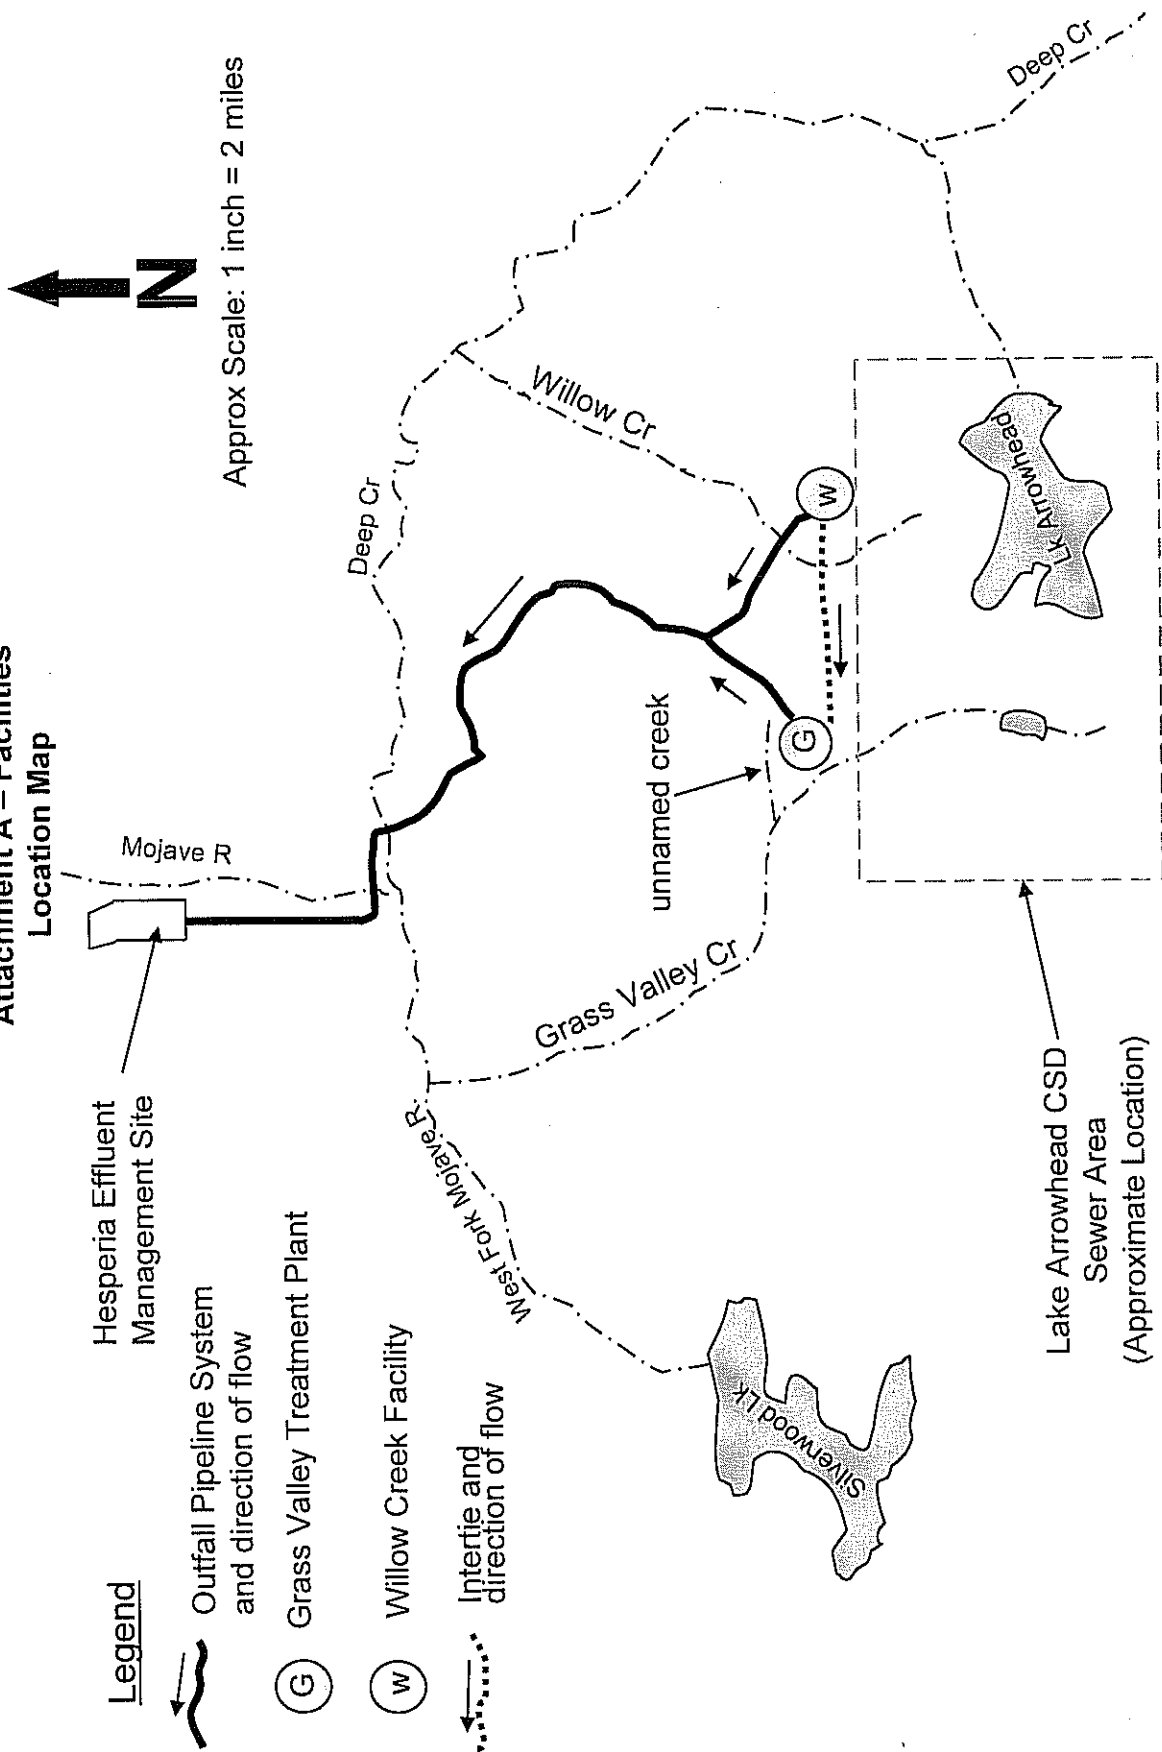 Attachment A – Facilities
Location Map
N
Approx Scale: 1 inch = 2 miles
Legend
Outfall Pipeline System
and direction of flow
G
Grass Valley Treatment Plant
W
Willow Creek Facility
Intertie and
direction of flow
Hesperia Effluent
Management Site
Mojave R
Deep Cr
Deep Cr
Willow Cr
West Fork Mojave R
Grass Valley Cr
unnamed creek
G
W
Silverwood Lk
Lk Arrowhead
Lake Arrowhead CSD
Sewer Area
(Approximate Location)